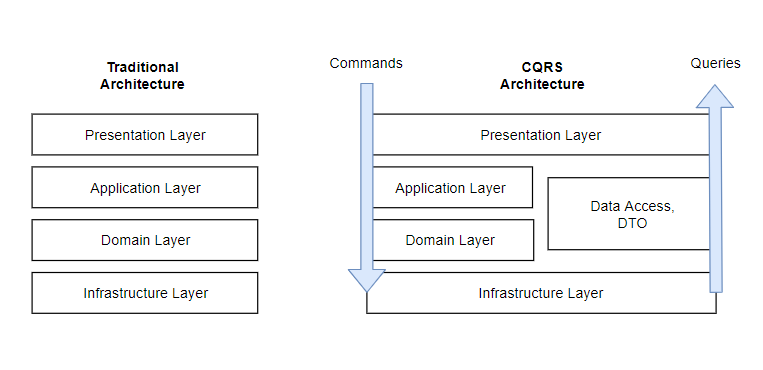 Traditional
Architecture
Presentation Layer
Application Layer
Domain Layer
Infrastructure Layer
Commands
CQRS
Architecture
Queries
Presentation Layer
Application Layer
Domain Layer
Data Access,
DTO
Infrastructure Layer